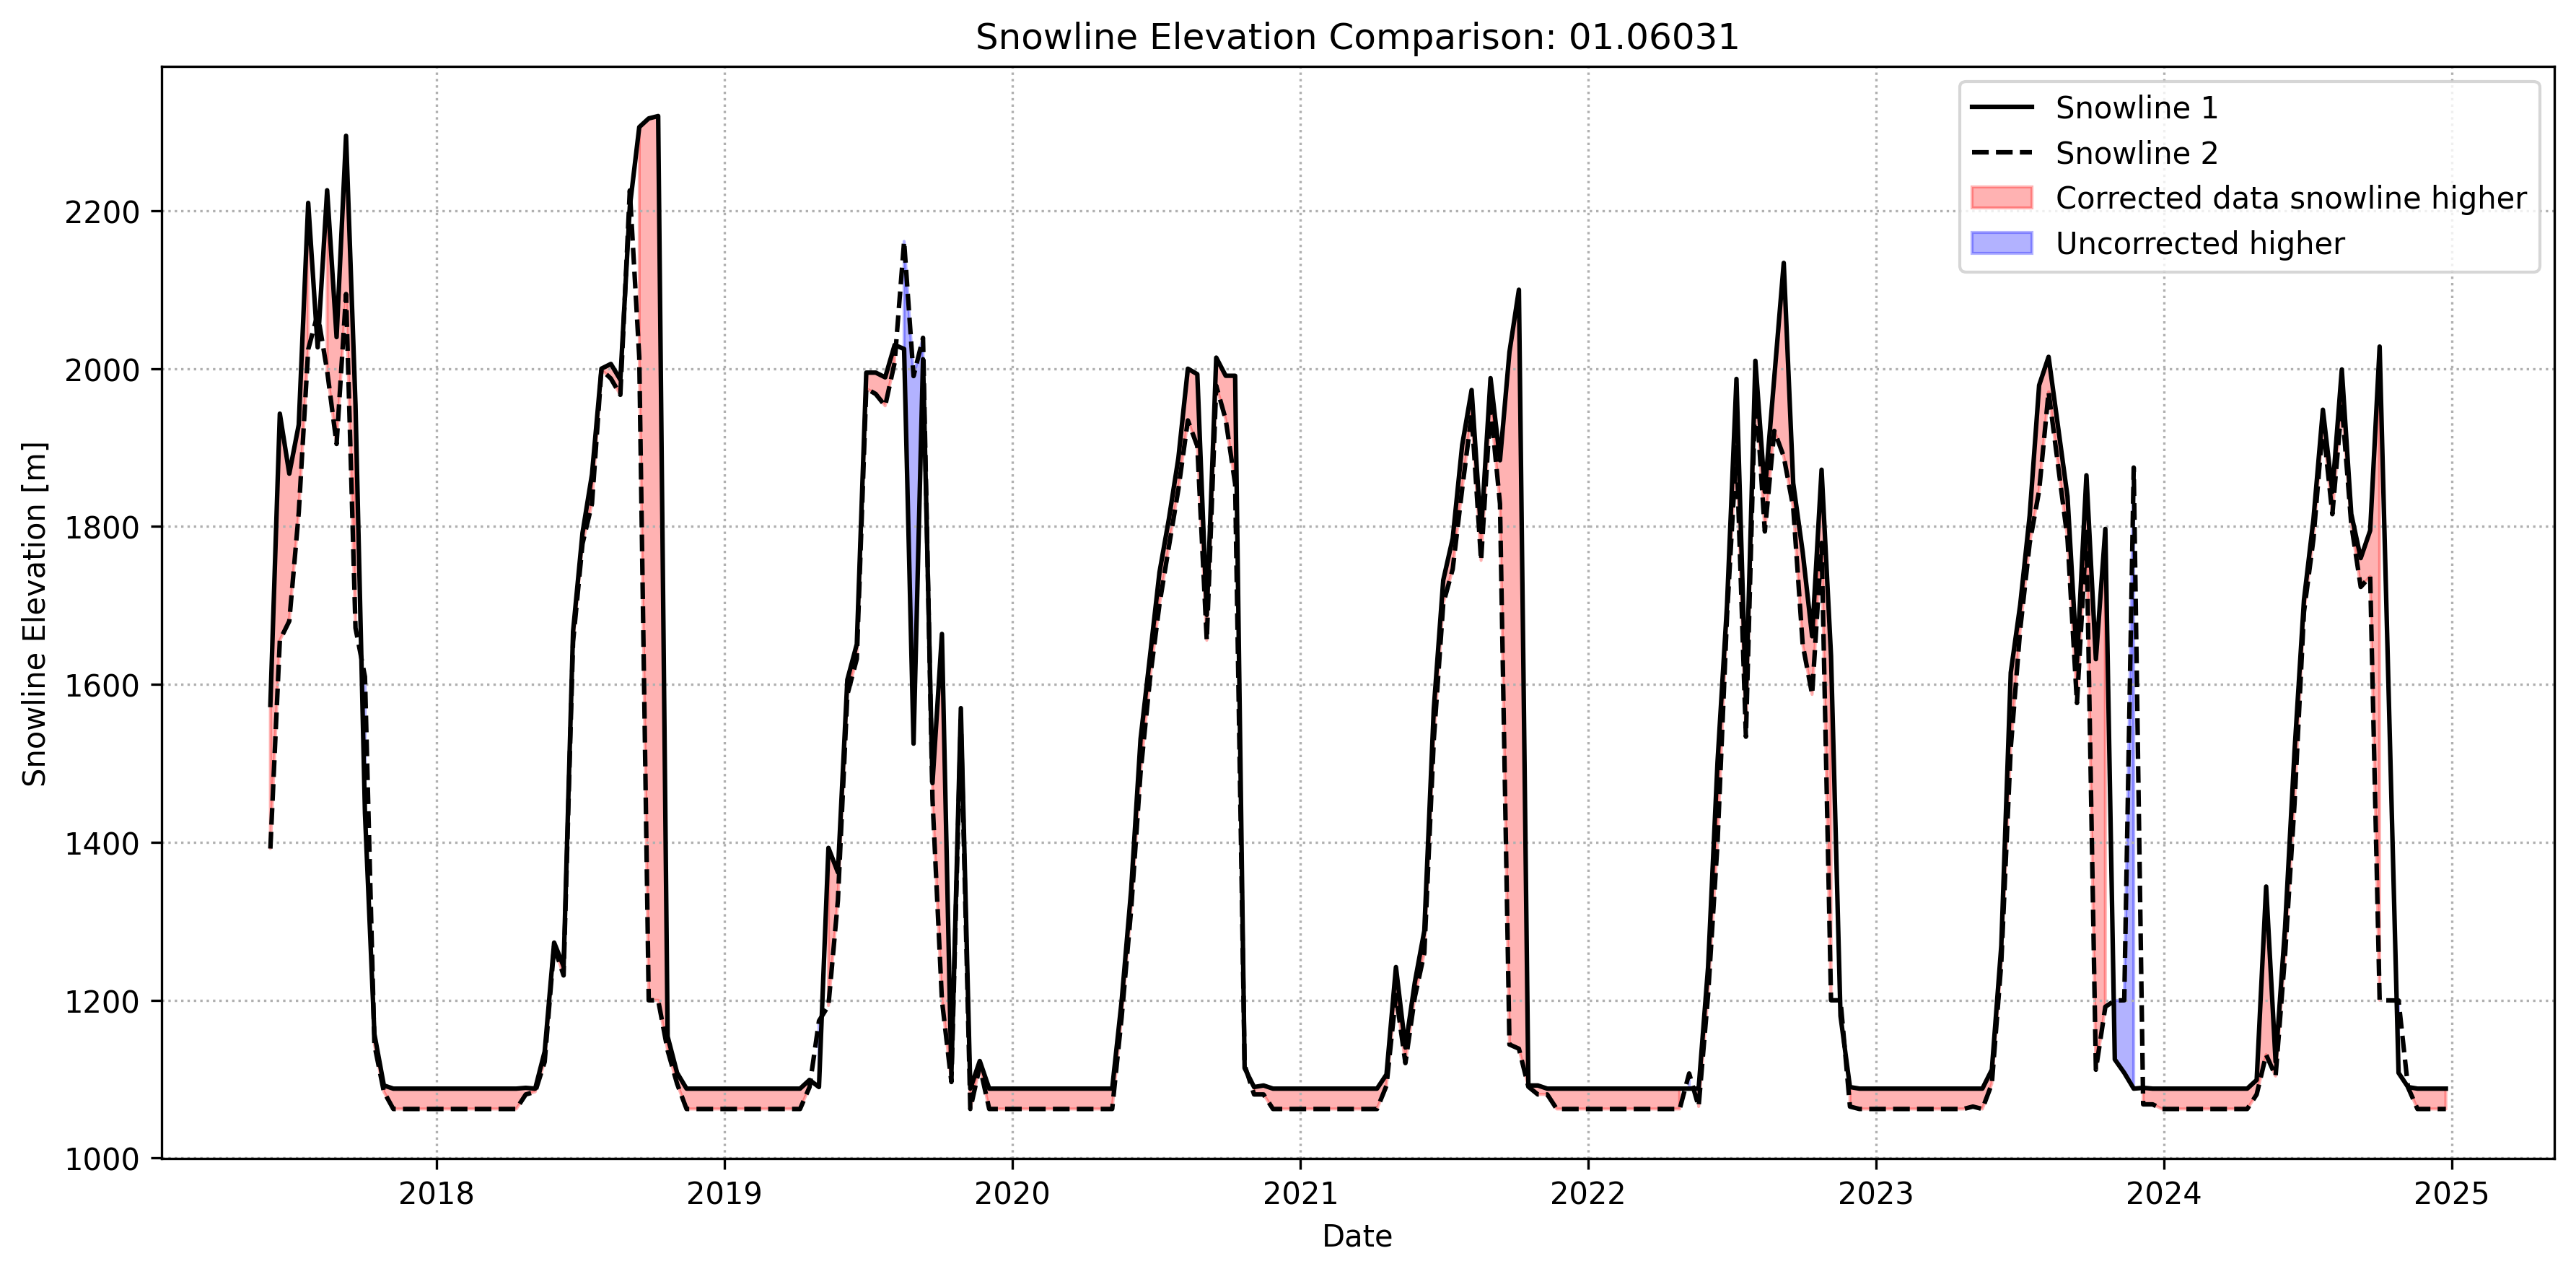 Snowline Elevation Comparison: 01.06031
Snowline 1
Snowline 2
Corrected data snowline higher
Uncorrected higher
Snowline Elevation [m]
2200
2000
1800
1600
1400
1200
1000
2018 2019 2020 2021 2022 2023 2024 2025
Date